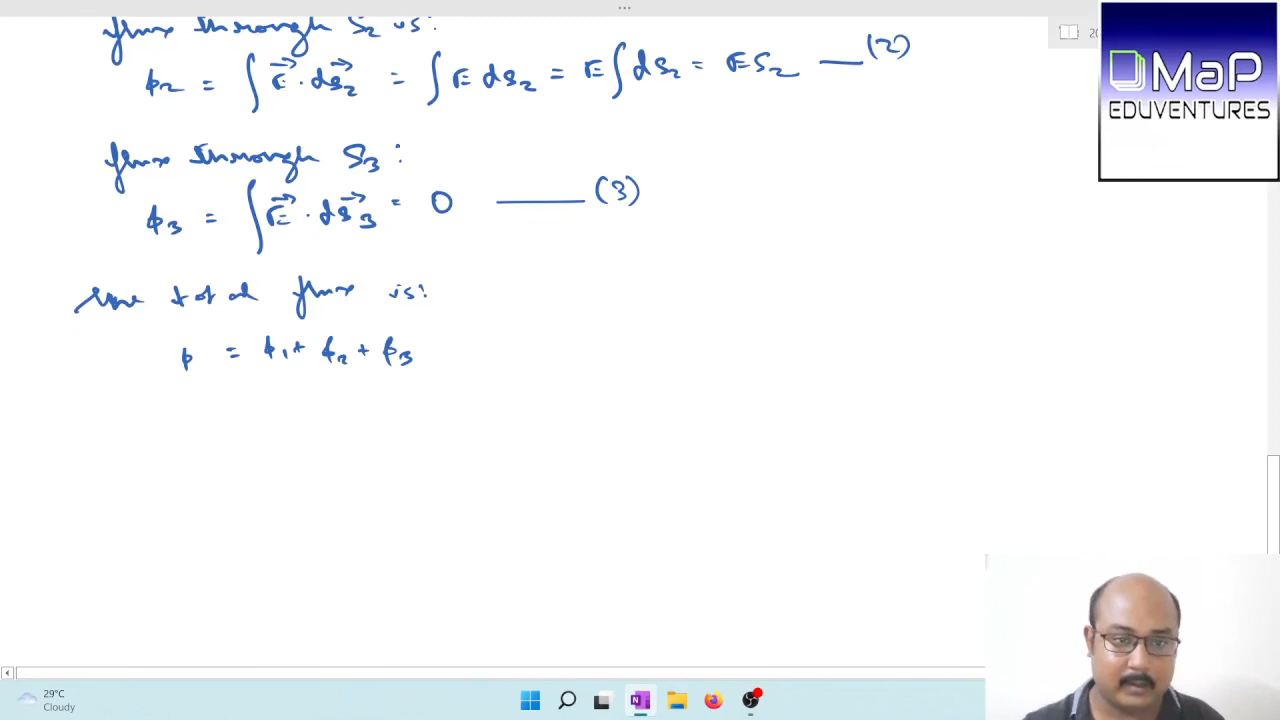 flux through S₂ is:
ϕ₂ = ∫ E⃗ · dS⃗₂ = ∫ E dS₂ = E ∫ dS₂ = ES₂ — (2)
flux through S₃:
ϕ₃ = ∫ E⃗ · dS⃗₃ = 0 — (3)
total flux is:
ϕ = ϕ₁ + ϕ₂ + ϕ₃
MaP
EDUVENTURES
29°C
Cloudy